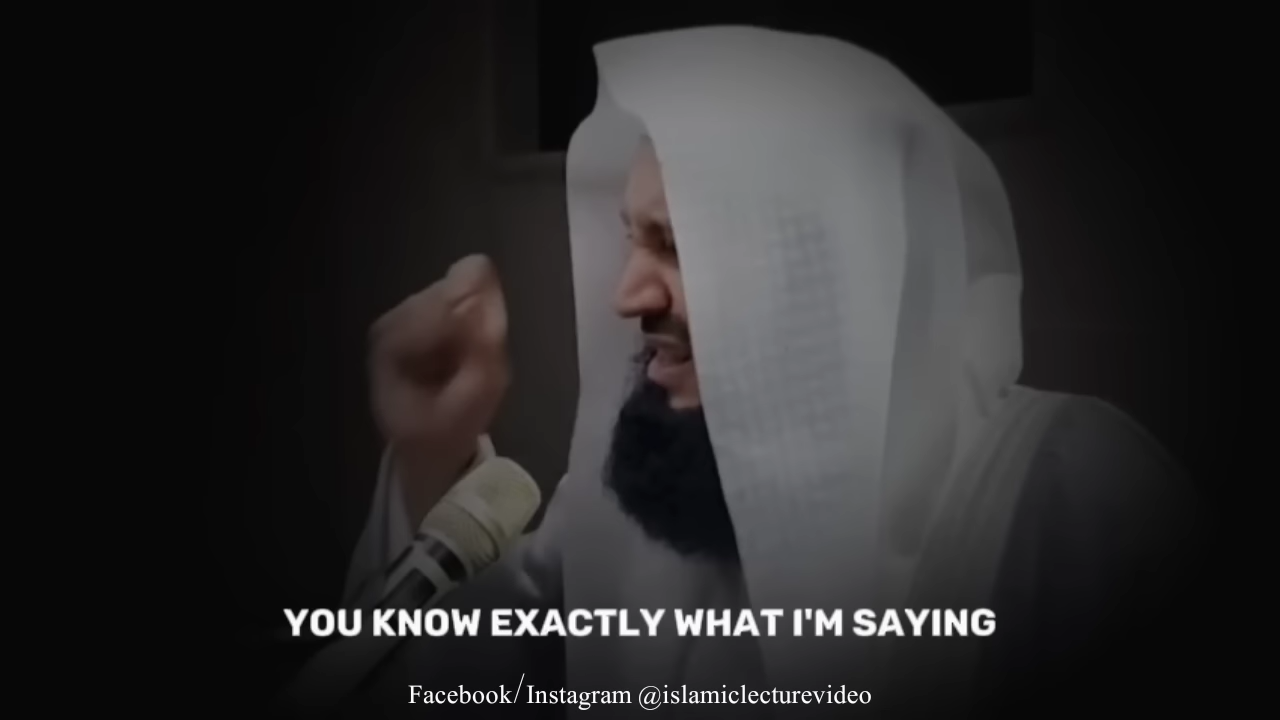 YOU KNOW EXACTLY WHAT I'M SAYING
Facebook/Instagram @islamiclecturevideo